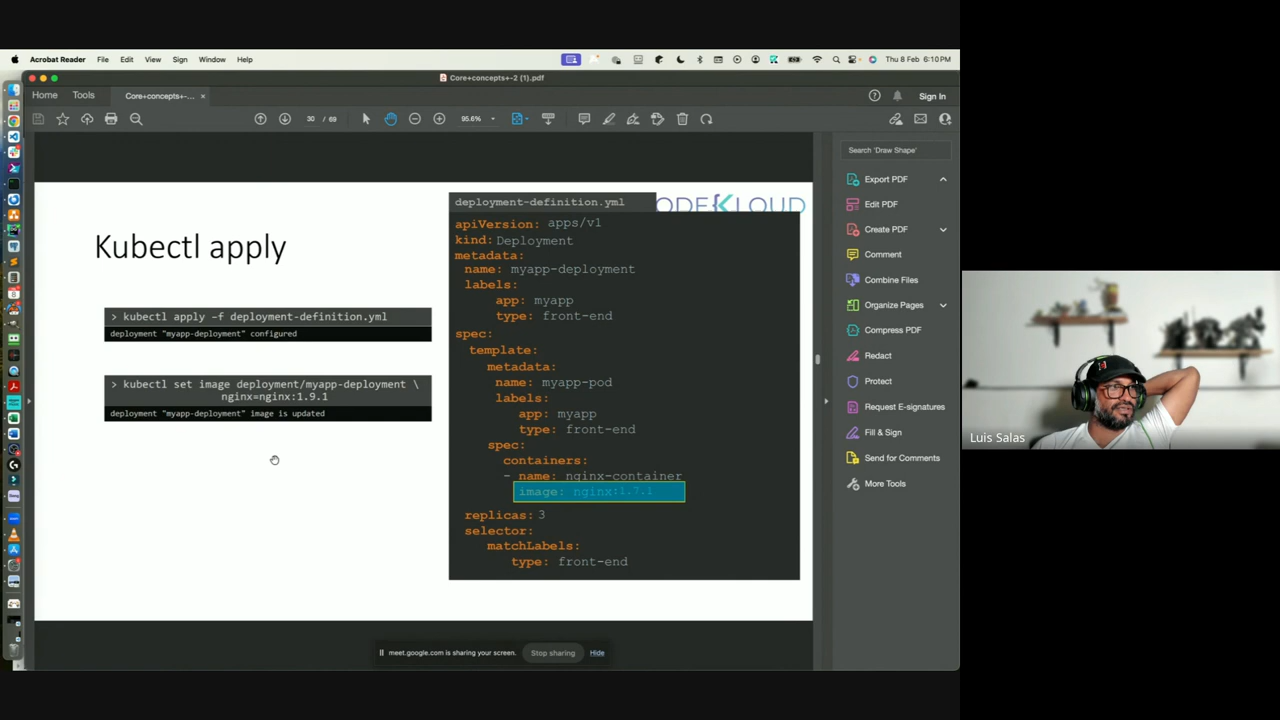 Acrobat Reader File Edit View Sign Window Help
Thu 8 Feb 6:10 PM
Core+concepts+-2 (1).pdf
Home Tools Core+concepts+-... ×
Sign In
30 / 69
95.6%
Kubectl apply
> kubectl apply -f deployment-definition.yml
deployment "myapp-deployment" configured
> kubectl set image deployment/myapp-deployment \
nginx=nginx:1.9.1
deployment "myapp-deployment" image is updated
deployment-definition.yml
ODEKLOUD
apiVersion: apps/v1
kind: Deployment
metadata:
name: myapp-deployment
labels:
app: myapp
type: front-end
spec:
template:
metadata:
name: myapp-pod
labels:
app: myapp
type: front-end
spec:
containers:
- name: nginx-container
image: nginx:1.7.1
replicas: 3
selector:
matchLabels:
type: front-end
Search 'Draw Shape'
Export PDF
Edit PDF
Create PDF
Comment
Combine Files
Organize Pages
Compress PDF
Redact
Protect
Request E-signatures
Fill & Sign
Send for Comments
More Tools
meet.google.com is sharing your screen. Stop sharing Hide
Luis Salas